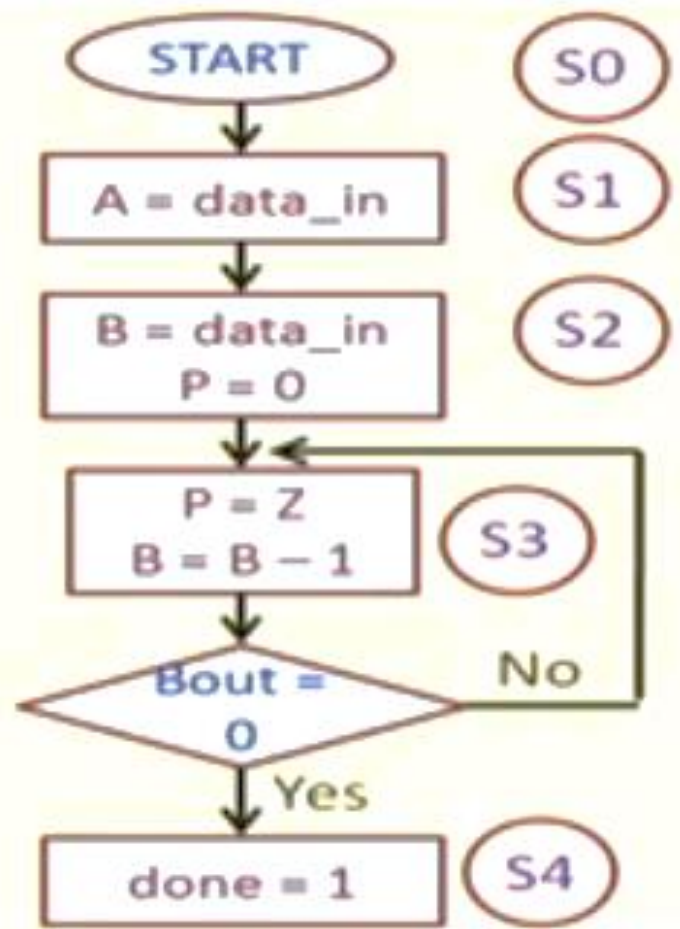 START
S0
A = data_in
S1
B = data_in
P = 0
S2
P = Z
B = B – 1
S3
Bout =
0
No
Yes
done = 1
S4